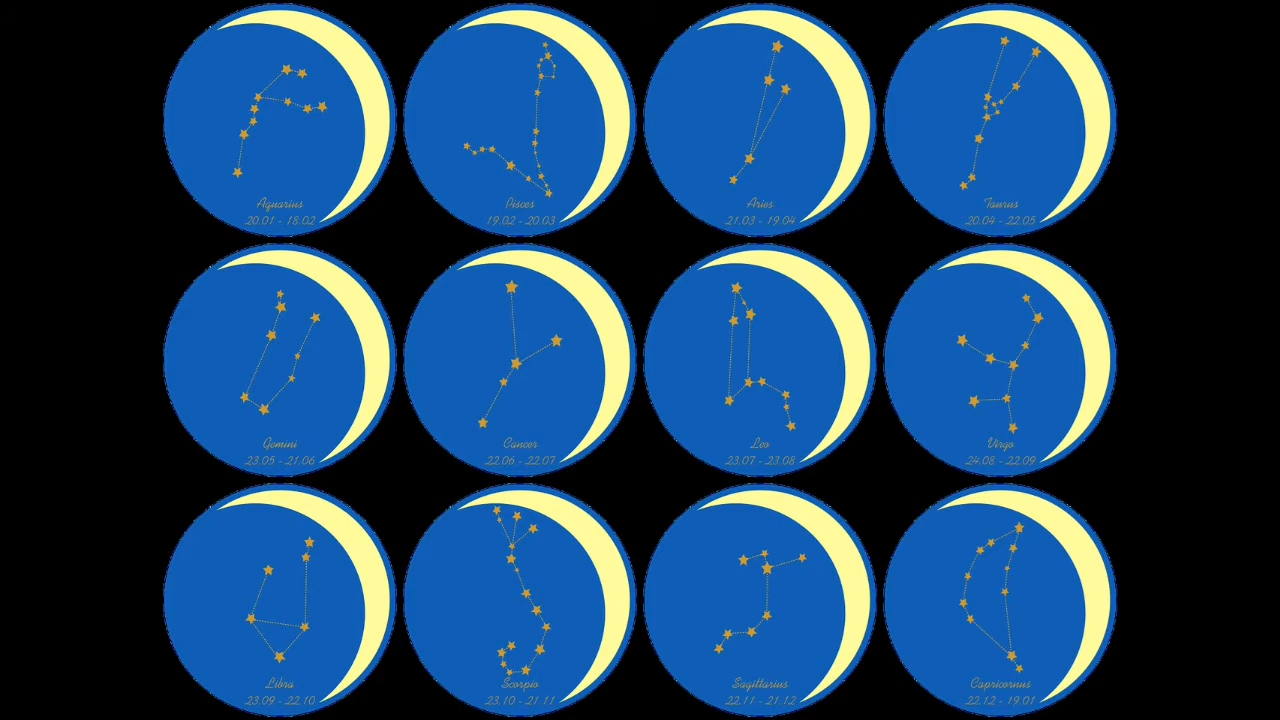 Aquarius
20.01 - 18.02
Pisces
19.02 - 20.03
Aries
21.03 - 19.04
Taurus
20.04 - 22.05
Gemini
23.05 - 21.06
Cancer
22.06 - 22.07
Leo
23.07 - 23.08
Virgo
24.08 - 22.09
Libra
23.09 - 22.10
Scorpio
23.10 - 21.11
Sagittarius
22.11 - 21.12
Capricornus
22.12 - 19.01